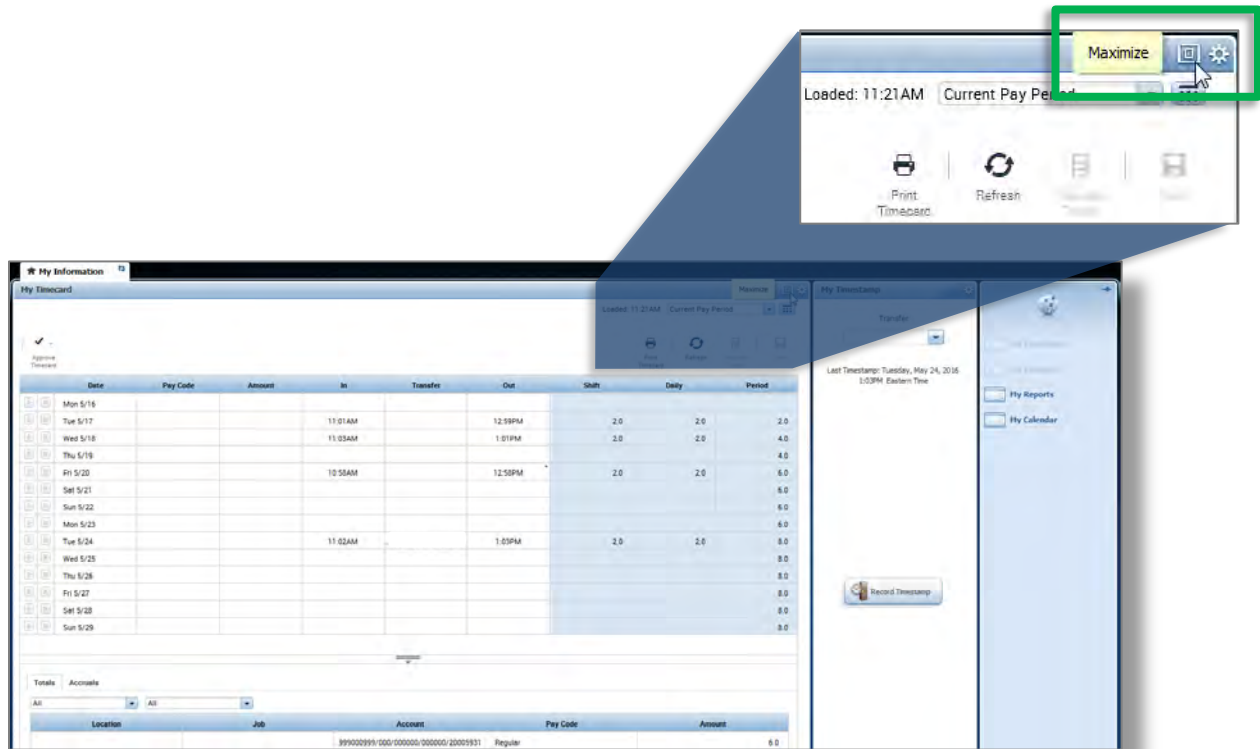 Maximize
Loaded: 11:21AM Current Pay Period
Print Timecard Refresh
My Information
My Timecard Maximize My Timestamp
Loaded: 11:21AM Current Pay Period Transfer
Approve Timecard Print Timecard Refresh
Last Timestamp: Tuesday, May 24, 2016
1:03PM Eastern Time
My Reports
My Calendar
Date Pay Code Amount In Transfer Out Shift Daily Period
Mon 5/16
Tue 5/17 11:01AM 12:59PM 2.0 2.0 2.0
Wed 5/18 11:03AM 1:01PM 2.0 2.0 4.0
Thu 5/19 4.0
Fri 5/20 10:58AM 12:58PM 2.0 2.0 6.0
Sat 5/21 6.0
Sun 5/22 6.0
Mon 5/23 6.0
Tue 5/24 11:02AM 1:03PM 2.0 2.0 8.0
Wed 5/25 8.0
Thu 5/26 8.0
Fri 5/27 8.0
Sat 5/28 8.0
Sun 5/29 8.0
Record Timestamp
Totals Accruals
All All
Location Job Account Pay Code Amount
999000999/000/000000/000000/20005931 Regular 6.0